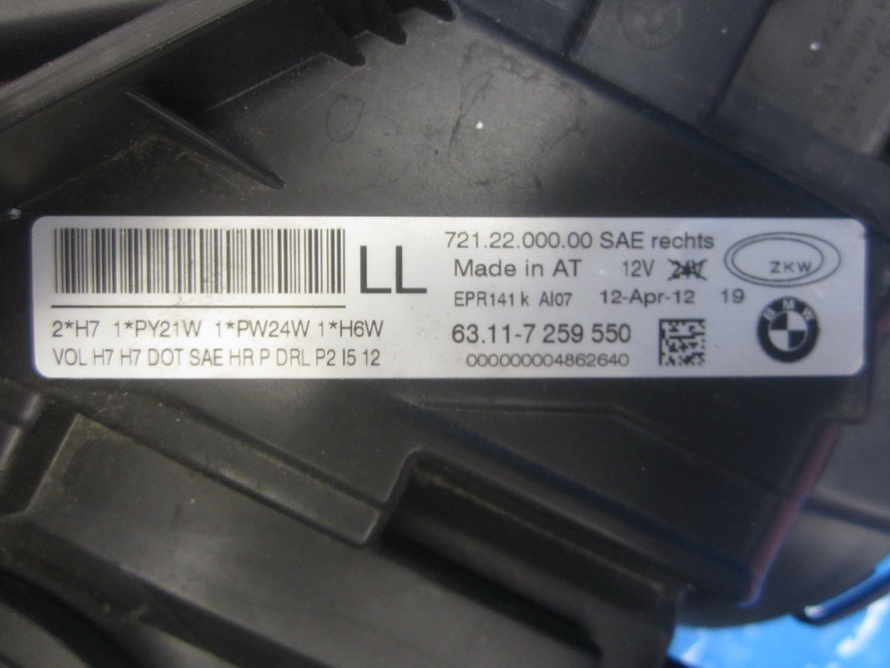 LL
721.22.000.00 SAE rechts
Made in AT 12V 24V
ZKW
EPR141 k AI07 12-Apr-12 19
BMW
2*H7 1*PY21W 1*PW24W 1*H6W
63.11-7 259 550
VOL H7 H7 DOT SAE HR P DRL P2 I5 12
000000004862640